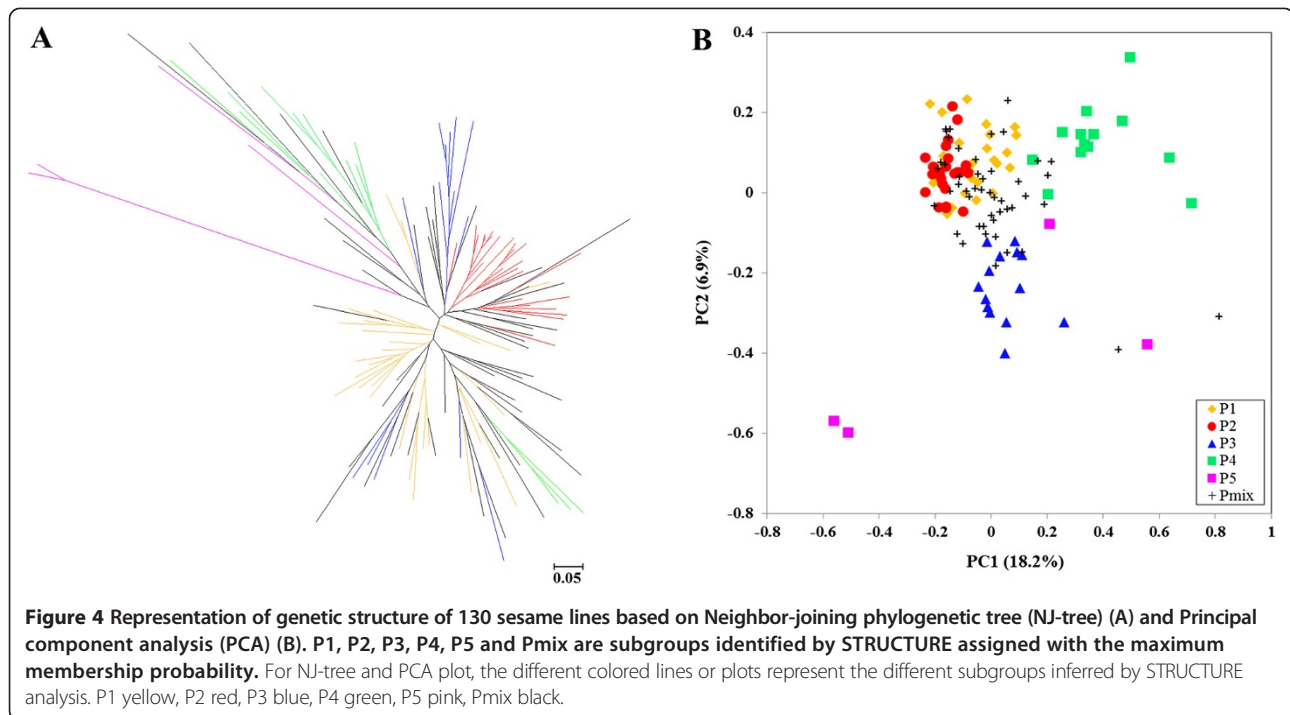 A
0.05
B
0.4
0.2
0
-0.2
-0.4
-0.6
-0.8
PC2 (6.9%)
-0.8 -0.6 -0.4 -0.2 0 0.2 0.4 0.6 0.8 1
PC1 (18.2%)
P1
P2
P3
P4
P5
Pmix
Figure 4 Representation of genetic structure of 130 sesame lines based on Neighbor-joining phylogenetic tree (NJ-tree) (A) and Principal
component analysis (PCA) (B). P1, P2, P3, P4, P5 and Pmix are subgroups identified by STRUCTURE assigned with the maximum
membership probability. For NJ-tree and PCA plot, the different colored lines or plots represent the different subgroups inferred by STRUCTURE
analysis. P1 yellow, P2 red, P3 blue, P4 green, P5 pink, Pmix black.